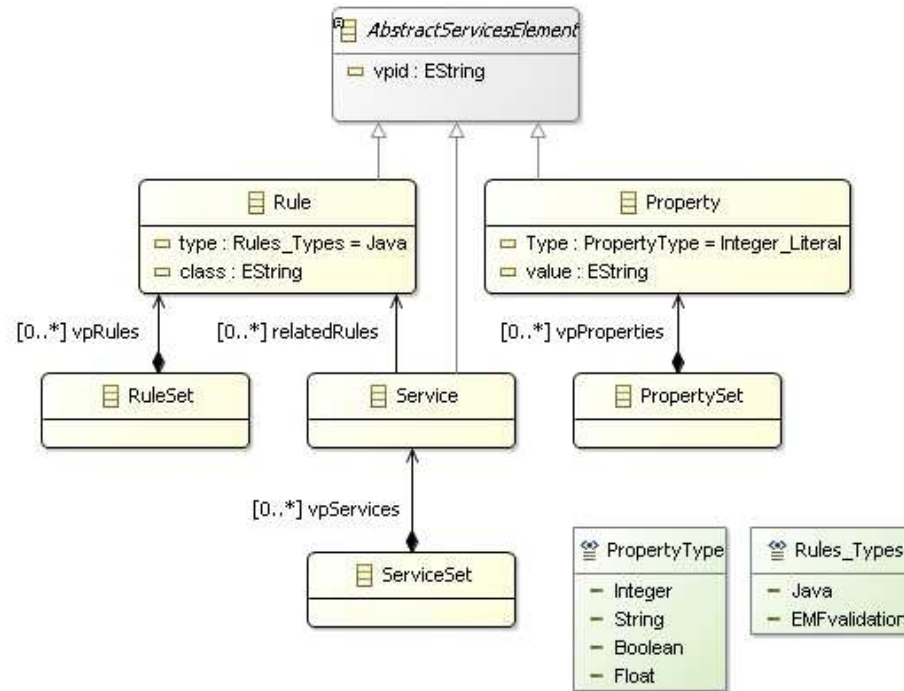 AbstractServicesElement
vpid : EString
Rule
type : Rules_Types = Java
class : EString
Property
Type : PropertyType = Integer_Literal
value : EString
[0..*] vpRules
[0..*] relatedRules
[0..*] vpProperties
RuleSet
Service
PropertySet
[0..*] vpServices
ServiceSet
PropertyType
Integer
String
Boolean
Float
Rules_Types
Java
EMFvalidation